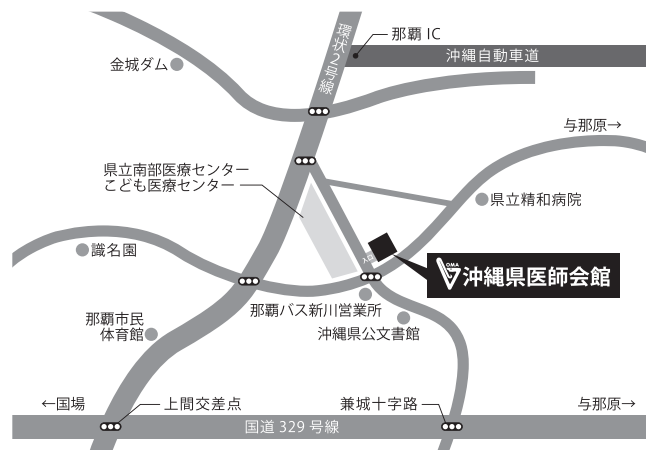 環状2号線
那覇 IC
沖縄自動車道
金城ダム
与那原→
県立南部医療センター
こども医療センター
県立精和病院
識名園
入口
OMA
沖縄県医師会館
那覇バス新川営業所
那覇市民
体育館
沖縄県公文書館
←国場
上間交差点
兼城十字路
与那原→
国道 329 号線